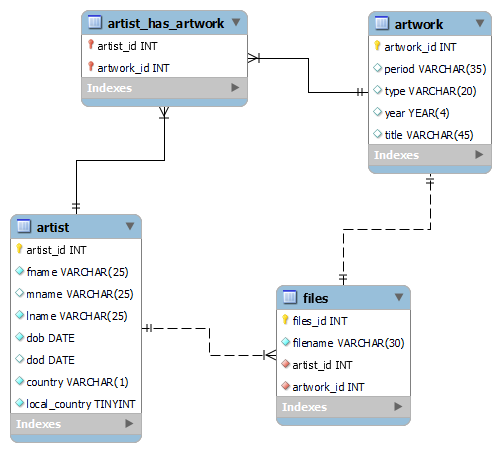 artist_has_artwork
artist_id INT
artwork_id INT
Indexes
artwork
artwork_id INT
period VARCHAR(35)
type VARCHAR(20)
year YEAR(4)
title VARCHAR(45)
Indexes
artist
artist_id INT
fname VARCHAR(25)
mname VARCHAR(25)
lname VARCHAR(25)
dob DATE
dod DATE
country VARCHAR(1)
local_country TINYINT
Indexes
files
files_id INT
filename VARCHAR(30)
artist_id INT
artwork_id INT
Indexes